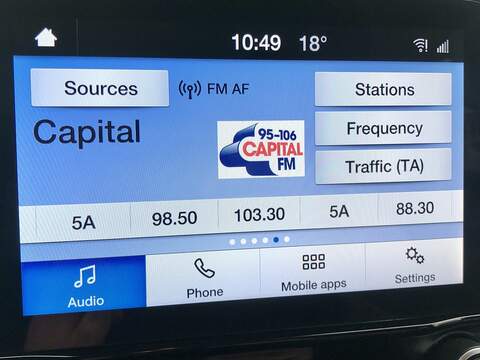 10:49 18°
Sources FM AF Stations
Capital
95-106
CAPITAL
FM
Frequency
Traffic (TA)
5A 98.50 103.30 5A 88.30
Audio Phone Mobile apps Settings